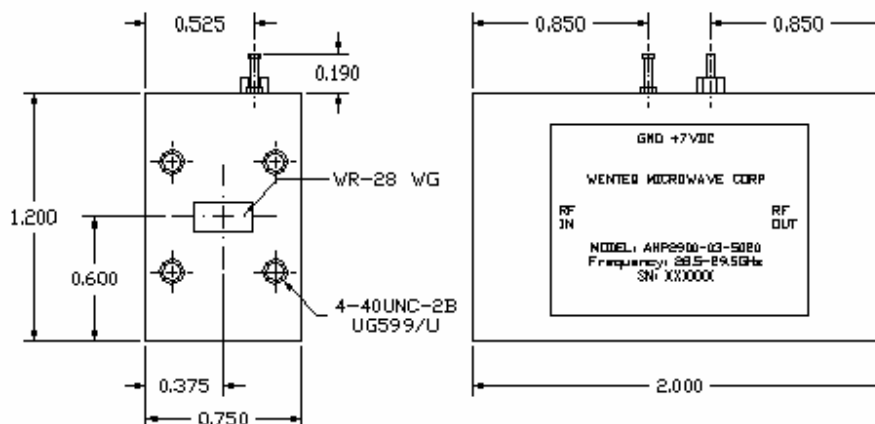 0.525
0.190
1.200
WR-28 WG
0.600
4-40UNC-2B
UG599/U
0.375
0.750
0.850
0.850
GND +7VDC
WENTEQ MICROWAVE CORP
RF
IN
RF
OUT
MODEL: AHP2900-03-5020
Frequency: 28.5-29.5GHz
SN: XXXXXX
2.000